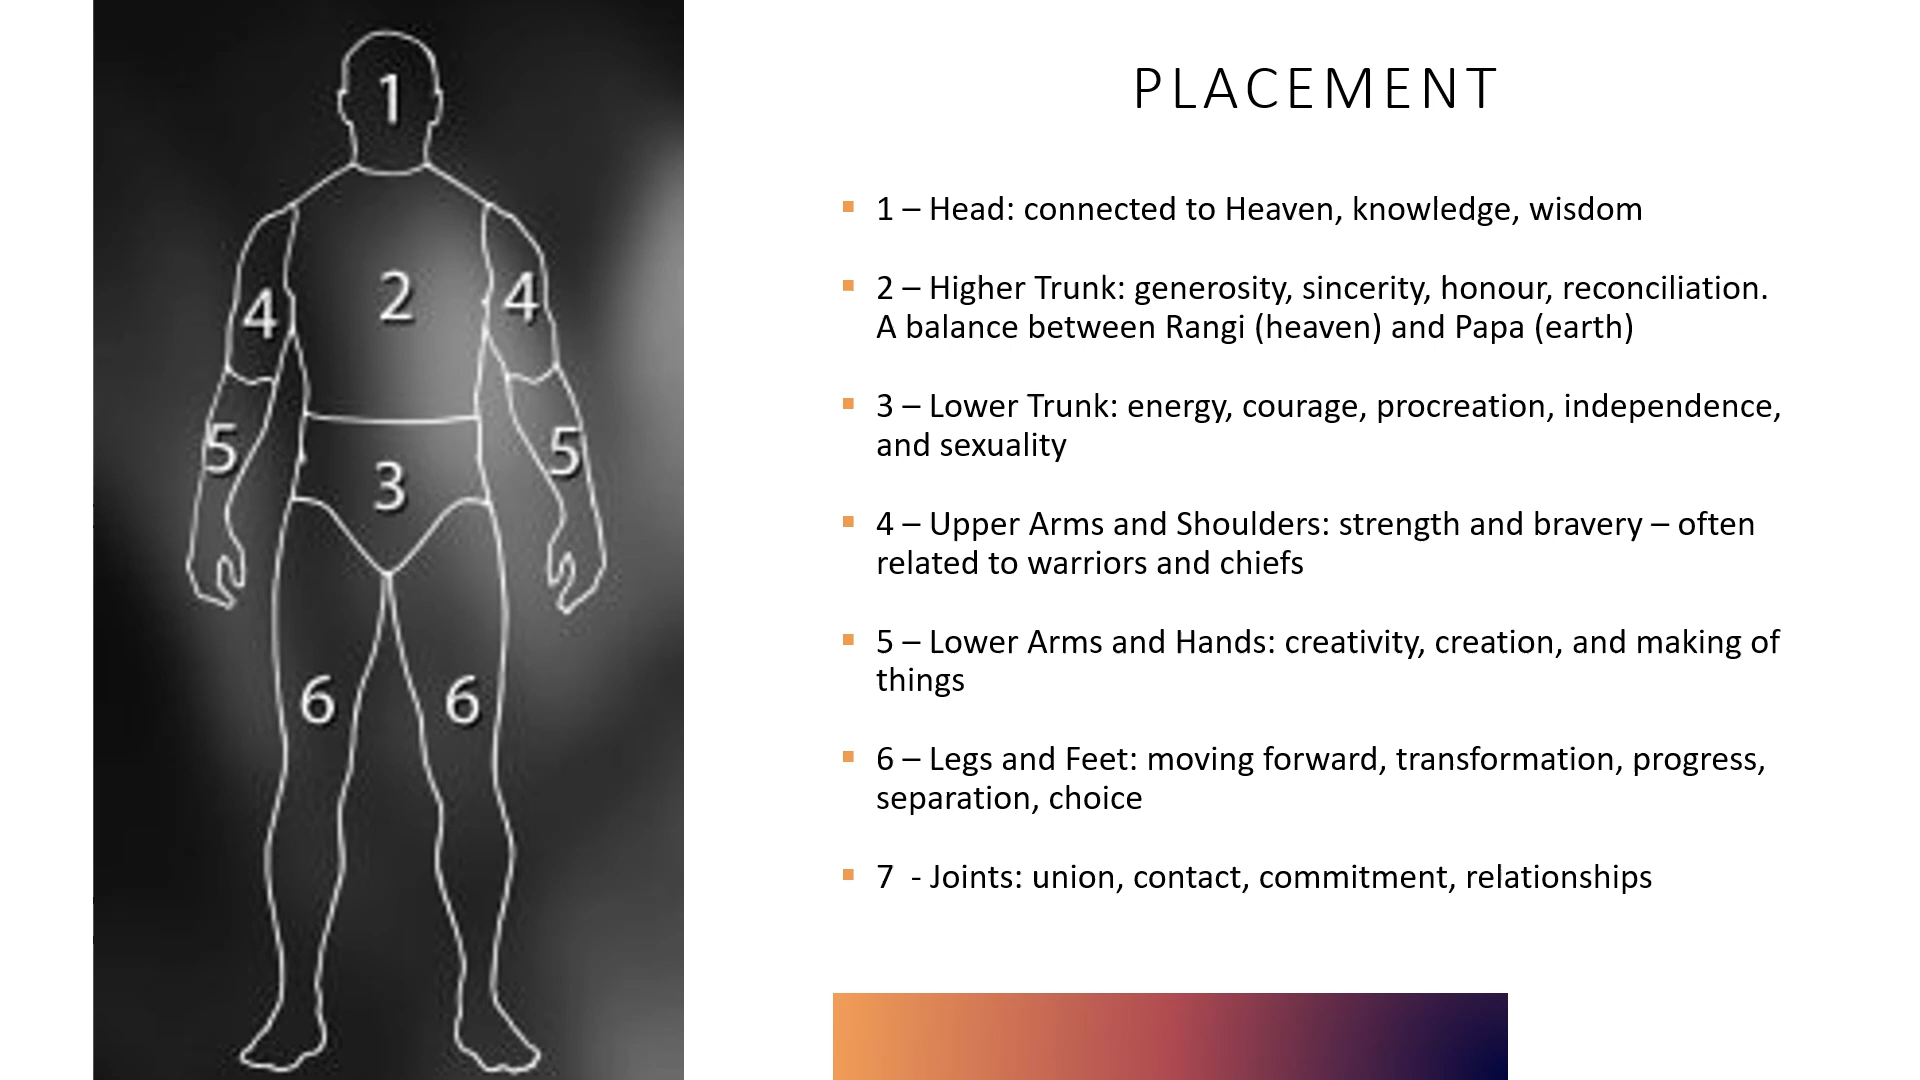 1
2
4
4
5
5
3
6
6
PLACEMENT
▪ 1 – Head: connected to Heaven, knowledge, wisdom
▪ 2 – Higher Trunk: generosity, sincerity, honour, reconciliation.
A balance between Rangi (heaven) and Papa (earth)
▪ 3 – Lower Trunk: energy, courage, procreation, independence,
and sexuality
▪ 4 – Upper Arms and Shoulders: strength and bravery – often
related to warriors and chiefs
▪ 5 – Lower Arms and Hands: creativity, creation, and making of
things
▪ 6 – Legs and Feet: moving forward, transformation, progress,
separation, choice
▪ 7  - Joints: union, contact, commitment, relationships